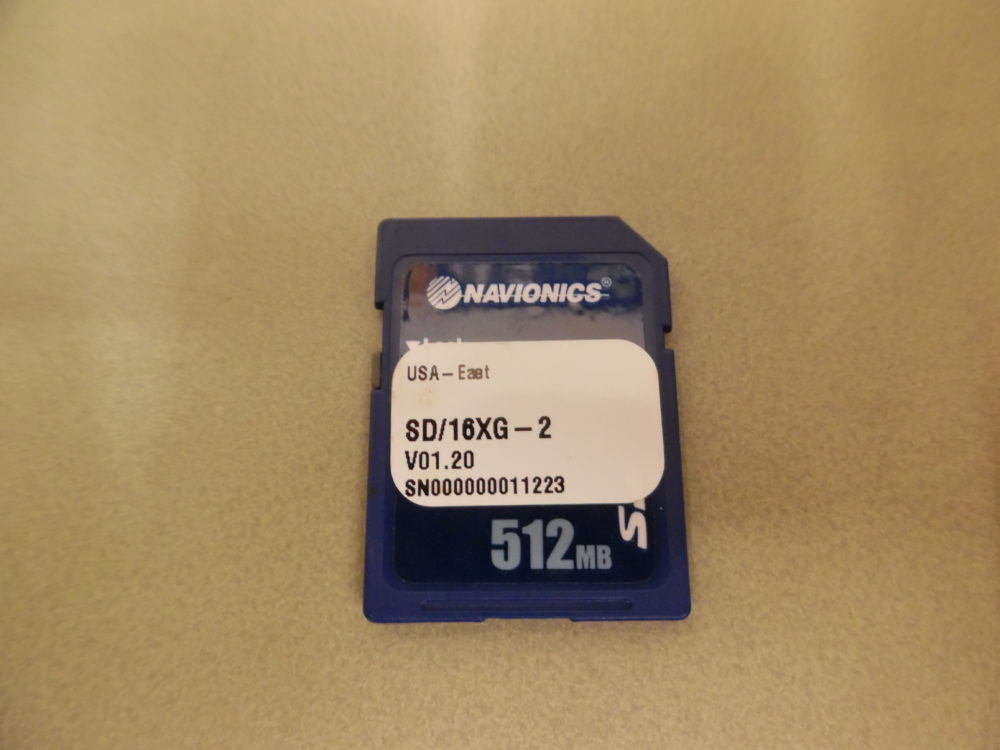 NAVIONICS®
USA-East
SD/16XG-2
V01.20
SN000000011223
512MB